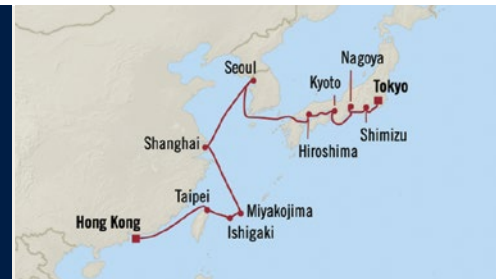 Nagoya
Seoul
Kyoto
Tokyo
Shimizu
Hiroshima
Shanghai
Taipei
Miyakojima
Hong Kong
Ishigaki